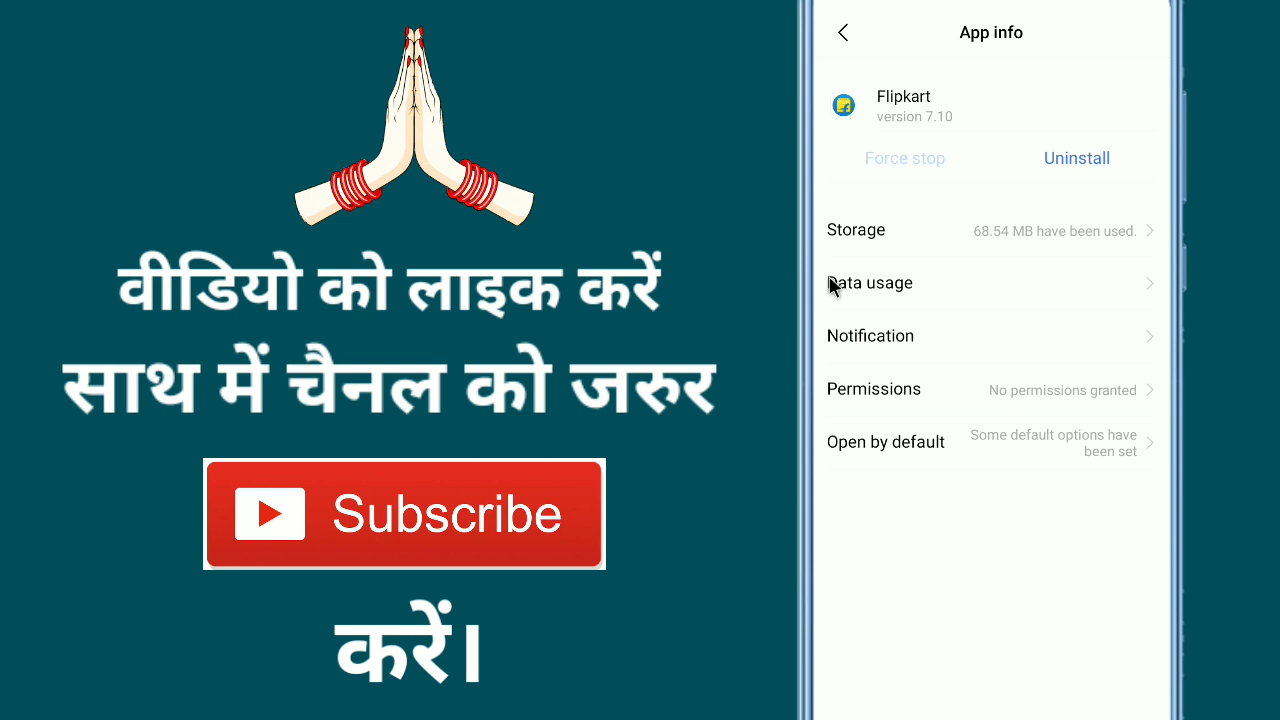 वीडियो को लाइक करें
साथ में चैनल को जरुर
Subscribe
करें।
App info
Flipkart
version 7.10
Force stop
Uninstall
Storage
68.54 MB have been used.
Data usage
Notification
Permissions
No permissions granted
Open by default
Some default options have
been set